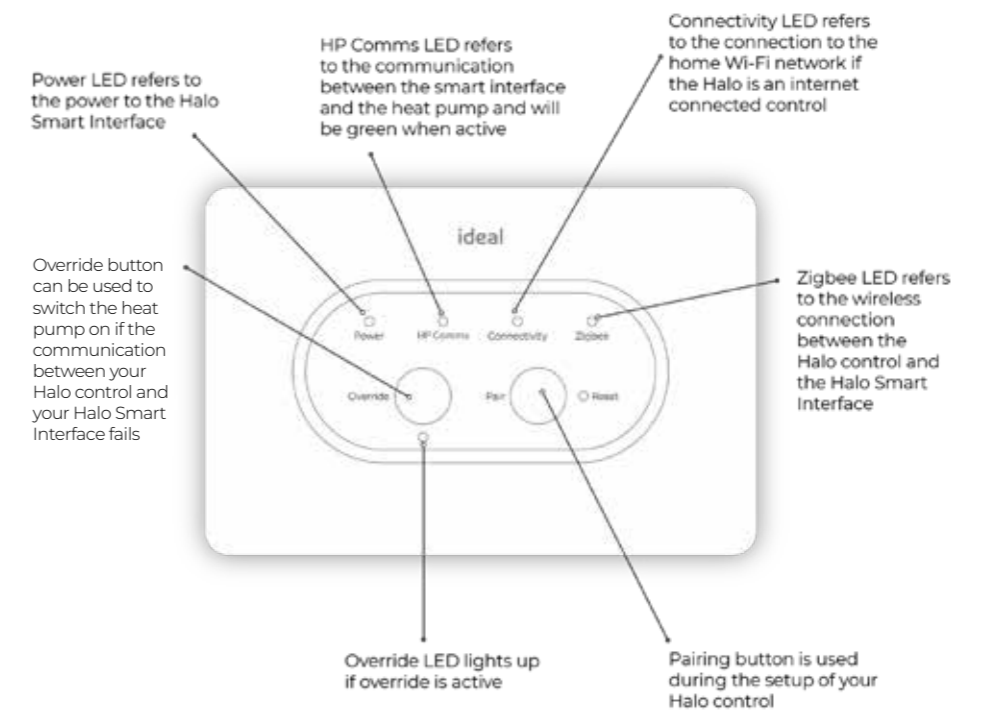 Connectivity LED refers
to the connection to the
home Wi-Fi network if
the Halo is an internet
connected control
HP Comms LED refers
to the communication
between the smart interface
and the heat pump and will
be green when active
Power LED refers to
the power to the Halo
Smart Interface
ideal
Override button
can be used to
switch the heat
pump on if the
communication
between your
Halo control and
your Halo Smart
Interface fails
Zigbee LED refers
to the wireless
connection
between the
Halo control and
the Halo Smart
Interface
Power HP Comms Connectivity Zigbee
Override Pair Reset
Override LED lights up
if override is active
Pairing button is used
during the setup of your
Halo control